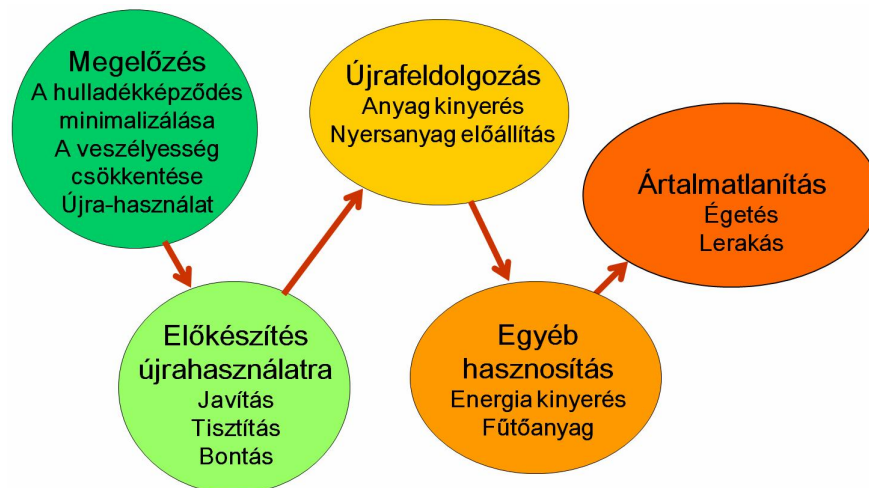 Megelőzés
A hulladékképződés
minimalizálása
A veszélyesség
csökkentése
Újra-használat
Előkészítés
újrahasználatra
Javítás
Tisztítás
Bontás
Újrafeldolgozás
Anyag kinyerés
Nyersanyag előállítás
Egyéb
hasznosítás
Energia kinyerés
Fűtőanyag
Ártalmatlanítás
Égetés
Lerakás